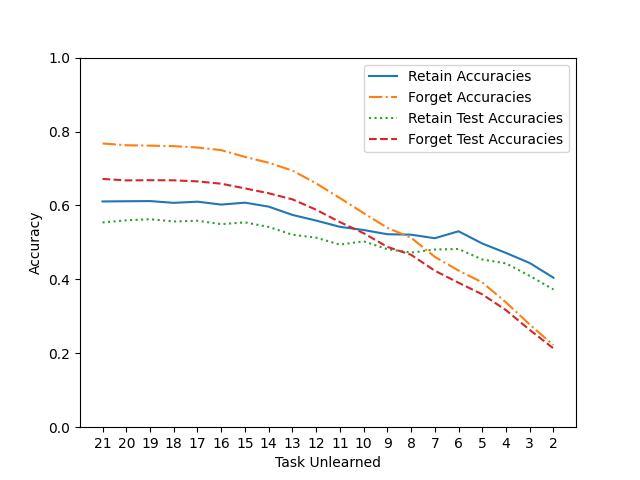 1.0
0.8
0.6
0.4
0.2
0.0
Accuracy
Retain Accuracies
Forget Accuracies
Retain Test Accuracies
Forget Test Accuracies
21 20 19 18 17 16 15 14 13 12 11 10 9 8 7 6 5 4 3 2
Task Unlearned